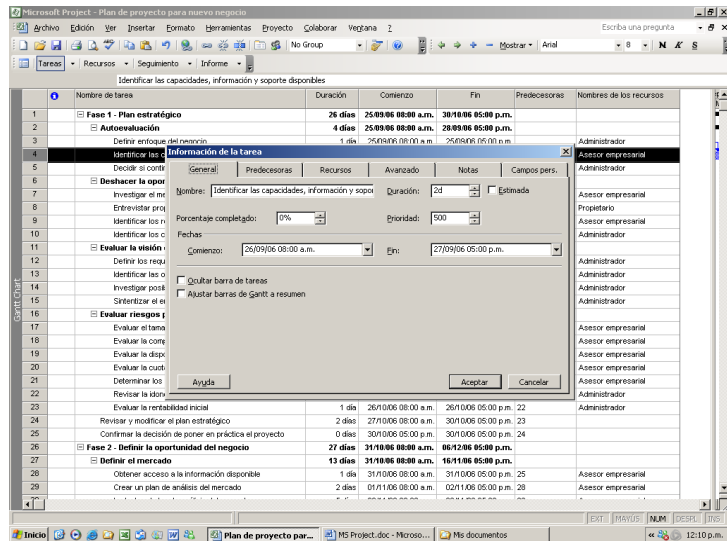 Microsoft Project - Plan de proyecto para nuevo negocio
Archivo Edición Ver Insertar Formato Herramientas Proyecto Colaborar Ventana ? Escriba una pregunta
No Group Mostrar Arial 8 N K S
Tareas Recursos Seguimiento Informe
Identificar las capacidades, información y soporte disponibles
Nombre de tarea Duración Comienzo Fin Predecesoras Nombres de los recursos
1 Fase 1 - Plan estratégico 26 días 25/09/06 08:00 a.m. 30/10/06 05:00 p.m.
2 Autoevaluación 4 días 25/09/06 08:00 a.m. 28/09/06 05:00 p.m.
3 Definir enfoque del negocio 1 día 25/09/06 08:00 a.m. 25/09/06 05:00 p.m. Administrador
4 Identificar las c Asesor empresarial
5 Decidir si contin Administrador
6 Deshacer la opor
7 Investigar el me Asesor empresarial
8 Entrevistar prop Propietario
9 Identificar los re Asesor empresarial
10 Identificar los c Administrador
11 Evaluar la visión
12 Definir los requ Administrador
13 Identificar las o Administrador
14 Investigar posib Administrador
15 Sintentizar el e Administrador
16 Evaluar riesgos p
17 Evaluar el tama Asesor empresarial
18 Evaluar la comp Asesor empresarial
19 Evaluar la dispo Asesor empresarial
20 Evaluar la cuot Asesor empresarial
21 Determinar los Asesor empresarial
22 Revisar la idon Administrador
23 Evaluar la rentabilidad inicial 1 día 26/10/06 08:00 a.m. 26/10/06 05:00 p.m. 22 Administrador
24 Revisar y modificar el plan estratégico 2 días 27/10/06 08:00 a.m. 30/10/06 05:00 p.m. 23
25 Confirmar la decisión de poner en práctica el proyecto 0 días 30/10/06 05:00 p.m. 30/10/06 05:00 p.m. 24
26 Fase 2 - Definir la oportunidad del negocio 27 días 31/10/06 08:00 a.m. 06/12/06 05:00 p.m.
27 Definir el mercado 13 días 31/10/06 08:00 a.m. 16/11/06 05:00 p.m.
28 Obtener acceso a la información disponible 1 día 31/10/06 08:00 a.m. 31/10/06 05:00 p.m. 25 Asesor empresarial
29 Crear un plan de análisis del mercado 2 días 01/11/06 08:00 a.m. 02/11/06 05:00 p.m. 28 Asesor empresarial
Gantt Chart
Información de la tarea
General Predecesoras Recursos Avanzado Notas Campos pers.
Nombre: Identificar las capacidades, información y sopor Duración: 2d Estimada
Porcentaje completado: 0% Prioridad: 500
Fechas
Comienzo: 26/09/06 08:00 a.m. Fin: 27/09/06 05:00 p.m.
Ocultar barra de tareas
Ajustar barras de Gantt a resumen
Ayuda Aceptar Cancelar
EXT MAYÚS NUM DESPL INS
Inicio Plan de proyecto par... MS Project.doc - Microso... Mis documentos 12:10 p.m.